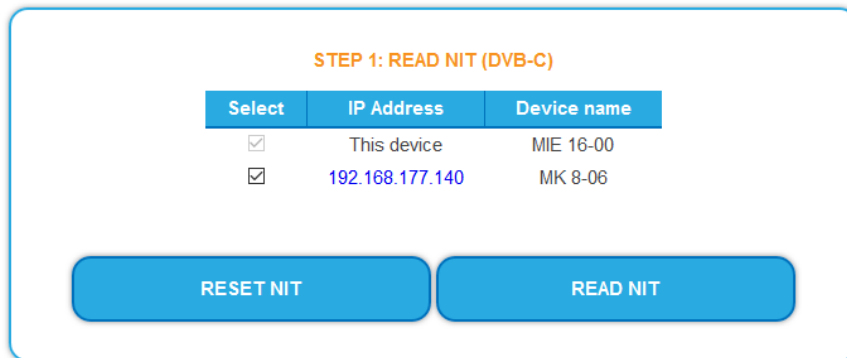 STEP 1: READ NIT (DVB-C)
Select IP Address Device name
This device MIE 16-00
192.168.177.140 MK 8-06
RESET NIT READ NIT